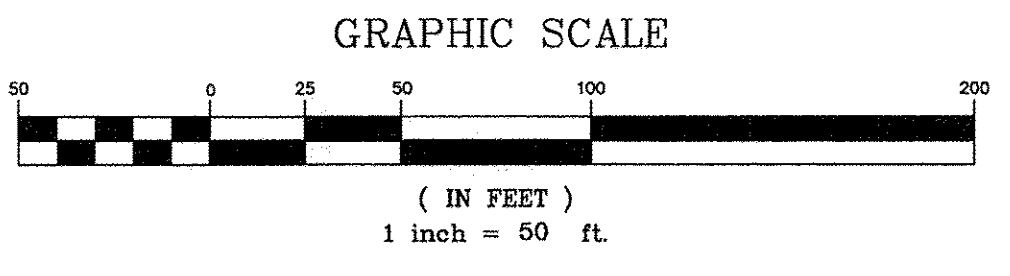 GRAPHIC SCALE
50 0 25 50 100 200
( IN FEET )
1 inch = 50 ft.